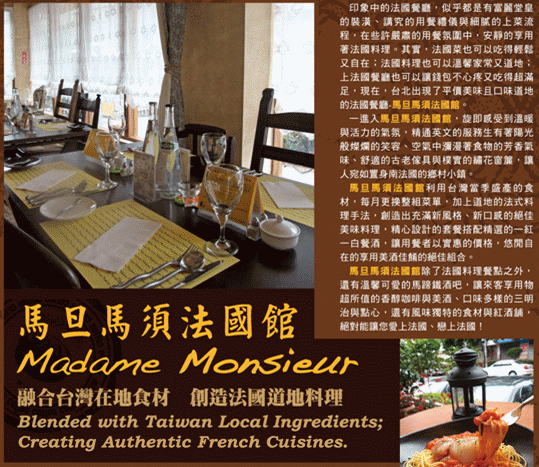 印象中的法國餐廳,似乎都是有富麗堂皇
的裝潢、講究的用餐禮儀與細膩的上菜流
程,在些許嚴肅的用餐氛圍中,安靜的享用
著法國料理。其實,法國菜也可以吃得輕鬆
又自在;法國料理也可以溫馨家常又道地;
上法國餐廳也可以讓錢包不心疼又吃得超滿
足,現在,台北出現了平價美味且口味道地
的法國餐廳-馬旦馬須法國館。
一進入馬旦馬須法國館,旋即感受到溫暖
與活力的氣氛,精通英文的服務生有著陽光
般燦爛的笑容、空氣中瀰漫著食物的芳香氣
味、舒適的古老傢具與樸實的繡花窗簾,讓
人宛如置身南法國的鄉村小鎮。
馬旦馬須法國館利用台灣當季盛產的食
材,每月更換整組菜單,加上道地的法式料
理手法,創造出充滿新風格、新口感的絕佳
美味料理,精心設計的套餐搭配精選的一紅
一白餐酒,讓用餐者以實惠的價格,悠閒自
在的享用美酒佳餚的絕佳組合。
馬旦馬須法國館除了法國料理餐點之外,
還有溫馨可愛的馬蹄鐵酒吧,讓來客享用物
超所值的香醇咖啡與美酒、口味多樣的三明
治與點心,還有風味獨特的食材與紅酒舖,
絕對能讓您愛上法國、戀上法國!
馬旦馬須法國館
Madame Monsieur
融合台灣在地食材 創造法國道地料理
Blended with Taiwan Local Ingredients;
Creating Authentic French Cuisines.